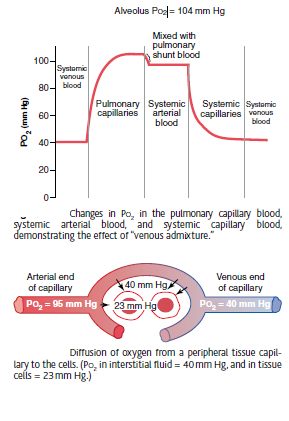 Alveolus PO2 = 104 mm Hg
Mixed with
pulmonary
shunt blood
Systemic
venous
blood
Pulmonary
capillaries
Systemic
arterial
blood
Systemic
capillaries
Systemic
venous
blood
PO2 (mm Hg)
100
80
60
40
20
0
Changes in PO2 in the pulmonary capillary blood,
systemic arterial blood, and systemic capillary blood,
demonstrating the effect of "venous admixture."
Arterial end
of capillary
Venous end
of capillary
40 mm Hg
PO2 = 95 mm Hg
23 mm Hg
PO2 = 40 mm Hg
Diffusion of oxygen from a peripheral tissue capil-
lary to the cells. (PO2 in interstitial fluid = 40 mm Hg, and in tissue
cells = 23 mm Hg.)